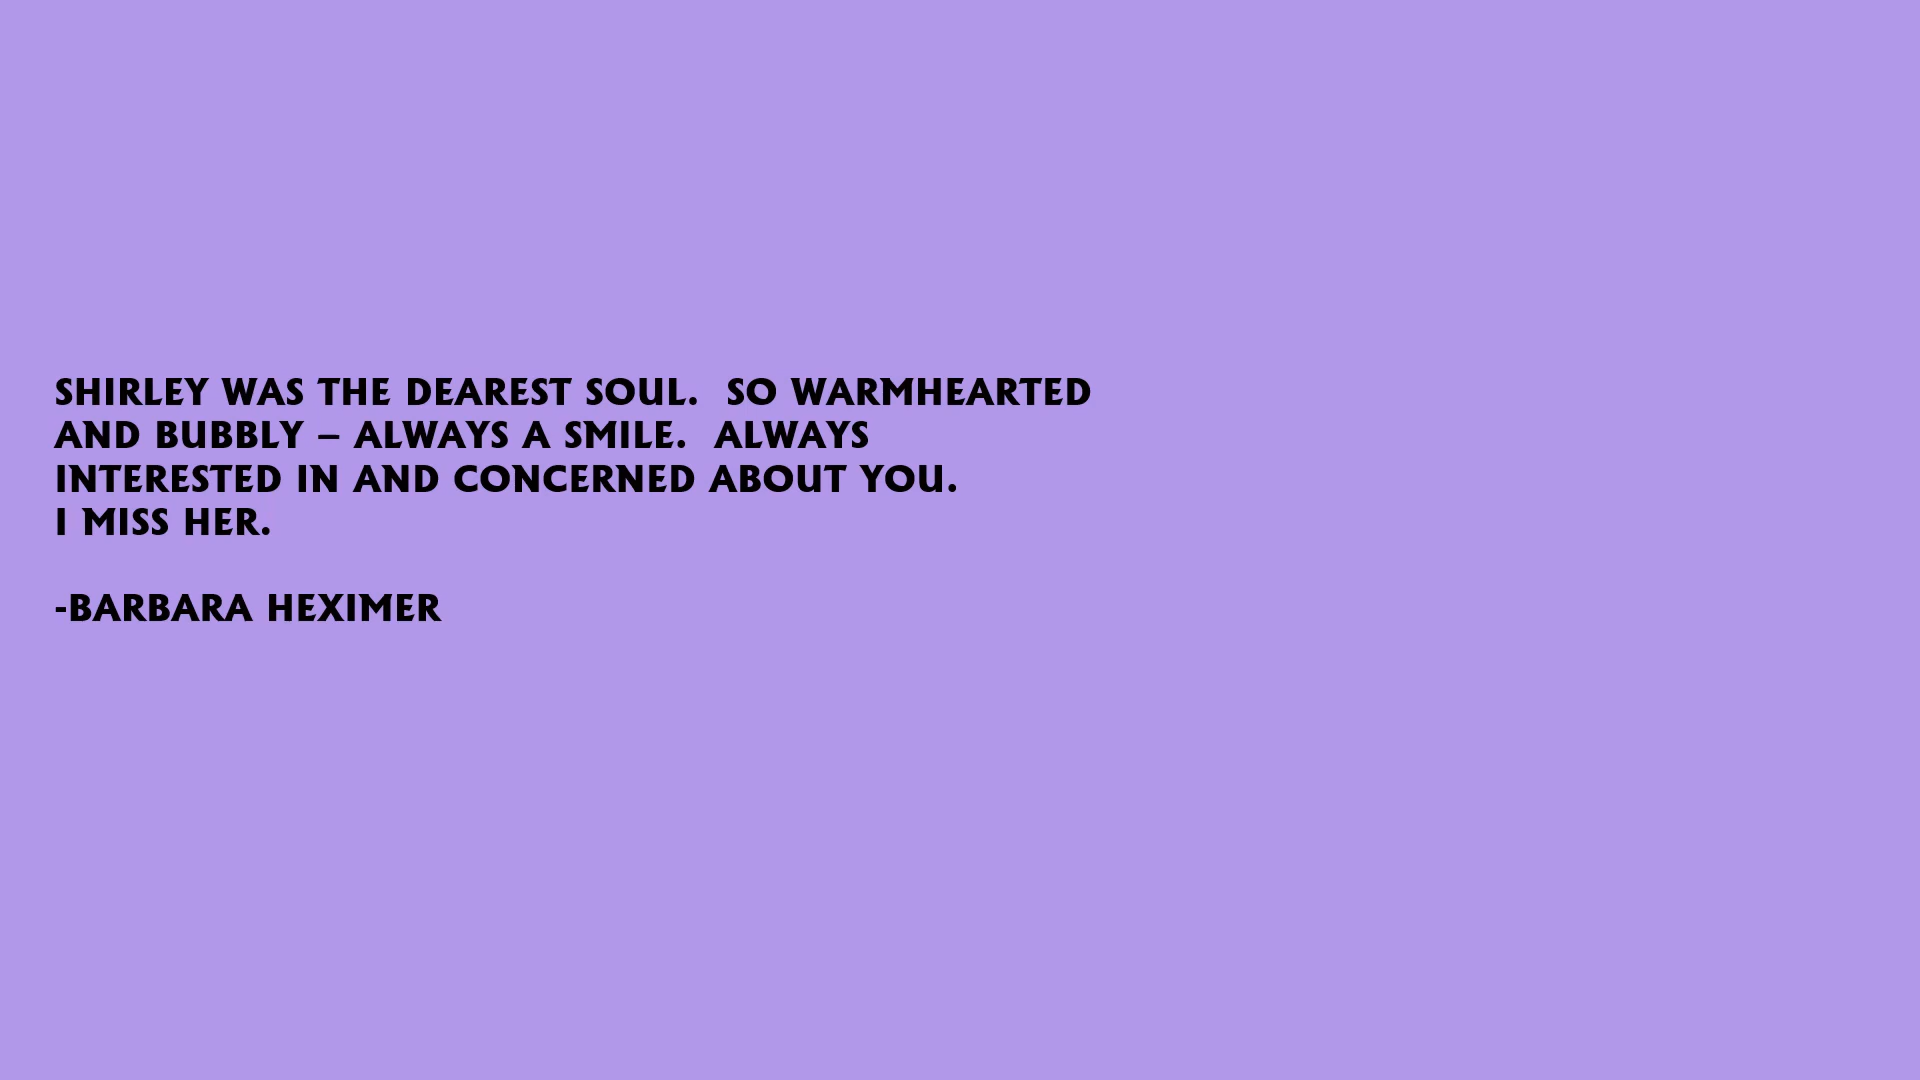 SHIRLEY WAS THE DEAREST SOUL.  SO WARMHEARTED
AND BUBBLY – ALWAYS A SMILE.  ALWAYS
INTERESTED IN AND CONCERNED ABOUT YOU.
I MISS HER.
-BARBARA HEXIMER